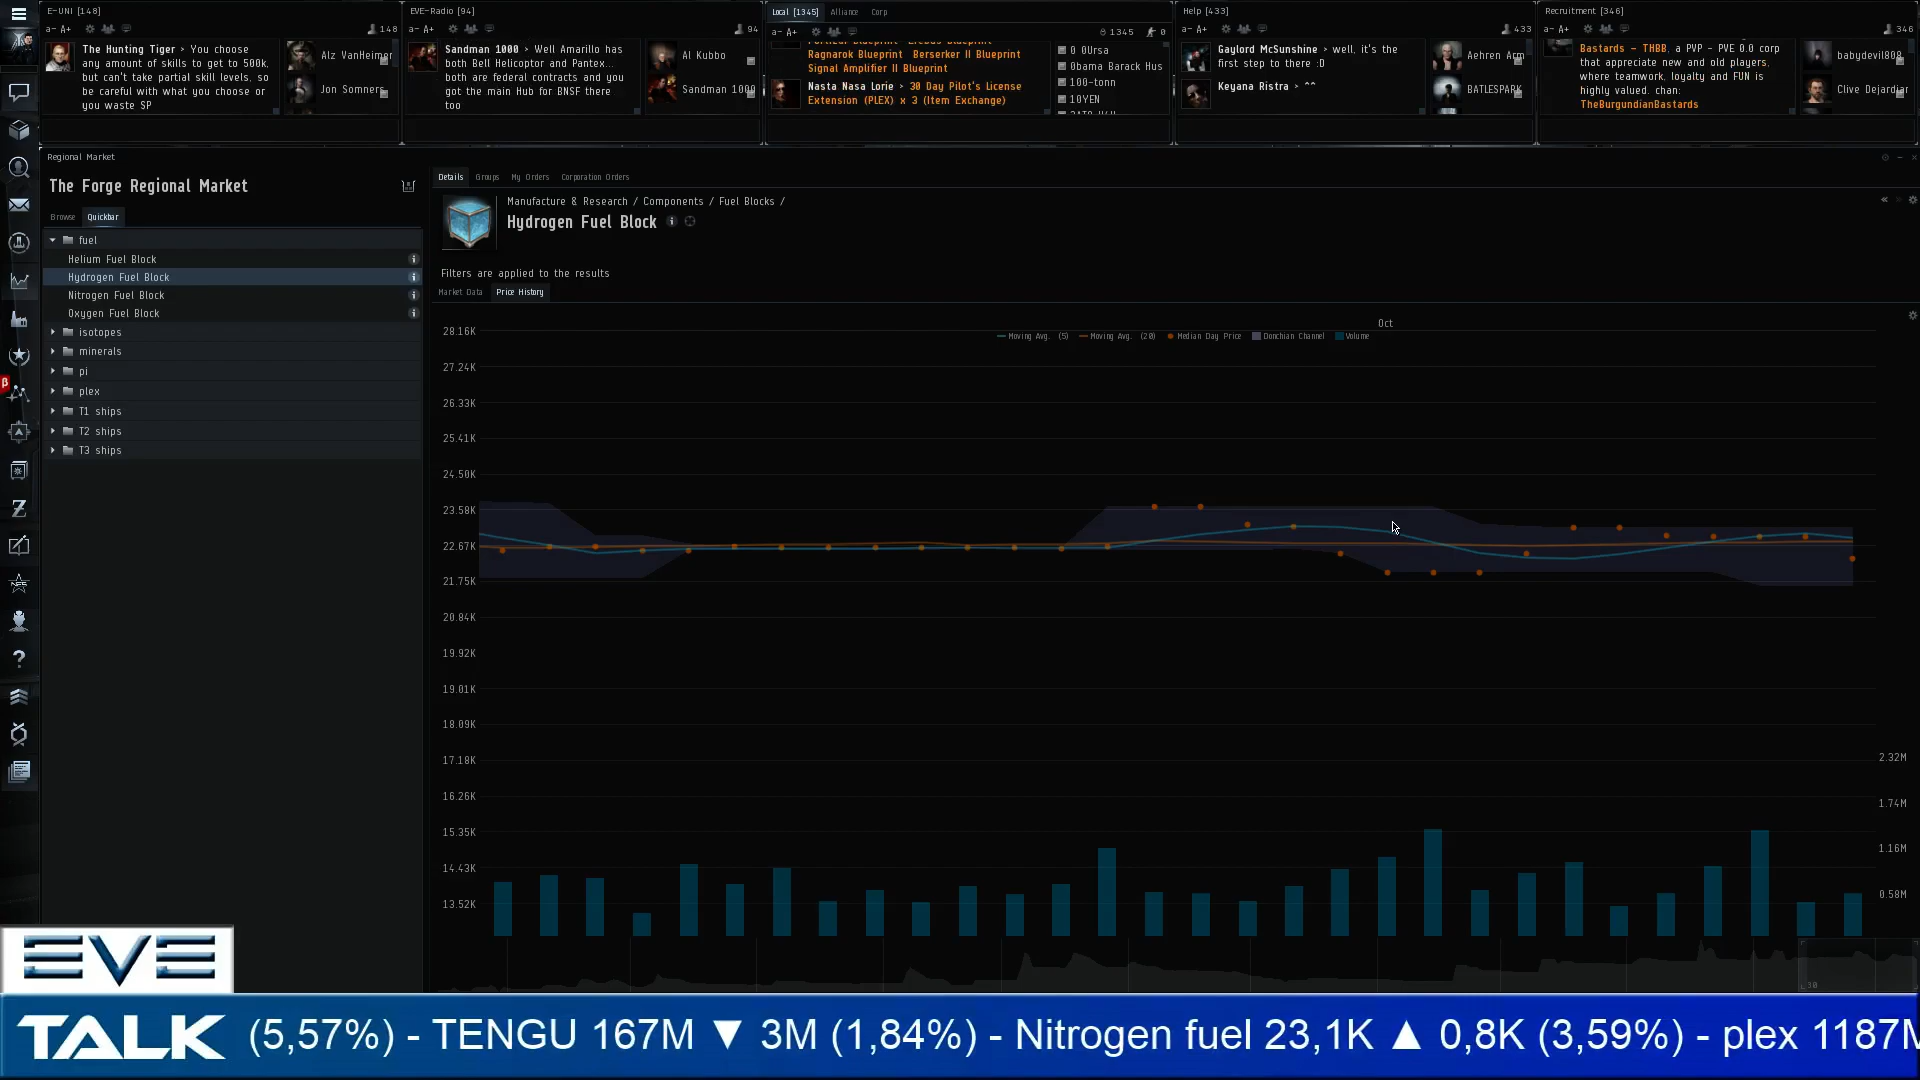 E-UNI [148]
a- A+
148
The Hunting Tiger > You choose
any amount of skills to get to 500k,
but can't take partial skill levels, so
be careful with what you choose or
you waste SP
Alz VanHeimer
Jon Somners
EVE-Radio [94]
a- A+
94
Sandman 1000 > Well Amarillo has
both Bell Helicoptor and Pantex...
both are federal contracts and you
got the main Hub for BNSF there
too
Al Kubbo
Sandman 1000
Local [1345] Alliance Corp
a- A+
1345 0
Ragnarok Blueprint Berserker II Blueprint
Signal Amplifier II Blueprint
Nasta Nasa Lorie > 30 Day Pilot's License
Extension (PLEX) x 3 (Item Exchange)
0 0Ursa
0bama Barack Hus
100-tonn
10YEN
Help [433]
a- A+
433
Gaylord McSunshine > well, it's the
first step to there :D
Keyana Ristra > ^^
Aehren Arm
BATLESPARK
Recruitment [346]
a- A+
346
Bastards - THBB, a PVP - PVE 0.0 corp
that appreciate new and old players,
where teamwork, loyalty and FUN is
highly valued. chan:
TheBurgundianBastards
babydevil808
Clive Dejardian
Regional Market
The Forge Regional Market
Browse Quickbar
fuel
Helium Fuel Block
Hydrogen Fuel Block
Nitrogen Fuel Block
Oxygen Fuel Block
isotopes
minerals
pi
plex
T1 ships
T2 ships
T3 ships
β
Details Groups My Orders Corporation Orders
Manufacture & Research / Components / Fuel Blocks /
Hydrogen Fuel Block
Filters are applied to the results
Market Data Price History
Oct
Moving Avg. (5) Moving Avg. (20) Median Day Price Donchian Channel Volume
28.16K
27.24K
26.33K
25.41K
24.50K
23.58K
22.67K
21.75K
20.84K
19.92K
19.01K
18.09K
17.18K
16.26K
15.35K
14.43K
13.52K
2.32M
1.74M
1.16M
0.58M
30
EVE
TALK
(5,57%) - TENGU 167M ▼ 3M (1,84%) - Nitrogen fuel 23,1K ▲ 0,8K (3,59%) - plex 1187M